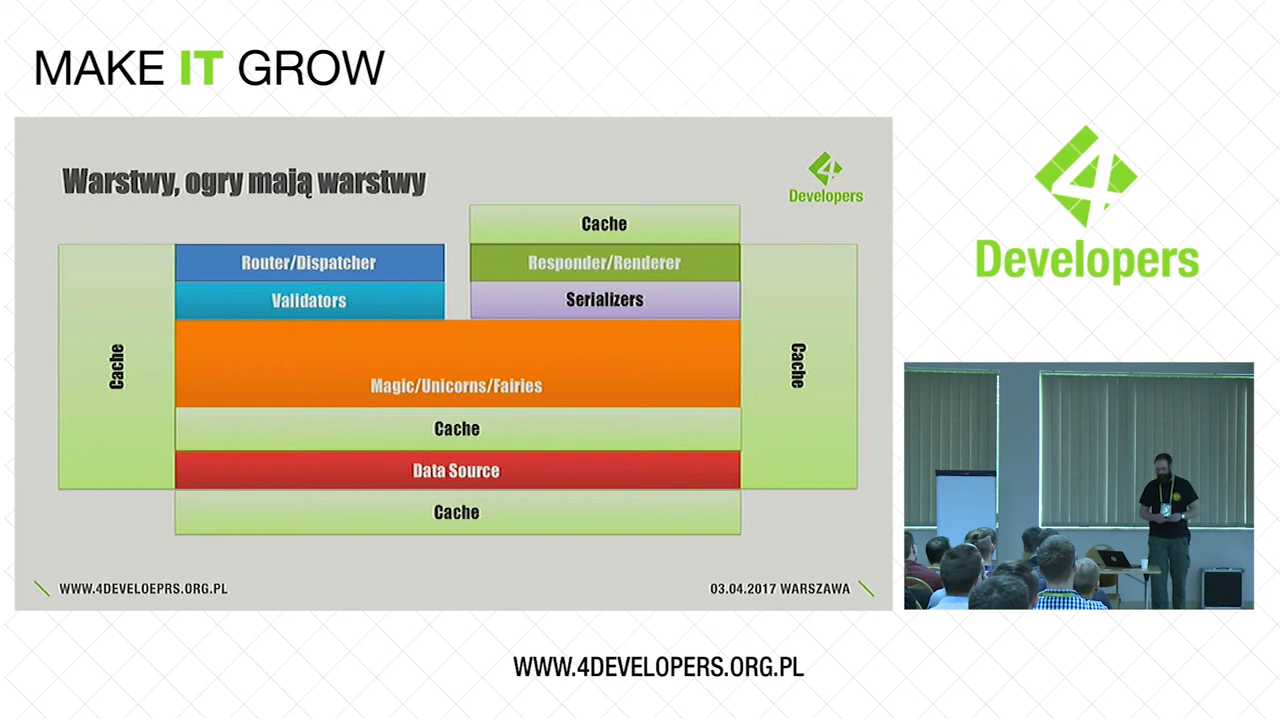 MAKE IT GROW
Warstwy, ogry mają warstwy
4
Developers
Cache
Router/Dispatcher
Responder/Renderer
Validators
Serializers
Cache
Cache
Magic/Unicorns/Fairies
Cache
Data Source
Cache
WWW.4DEVELOEPRS.ORG.PL
03.04.2017 WARSZAWA
4
Developers
WWW.4DEVELOPERS.ORG.PL